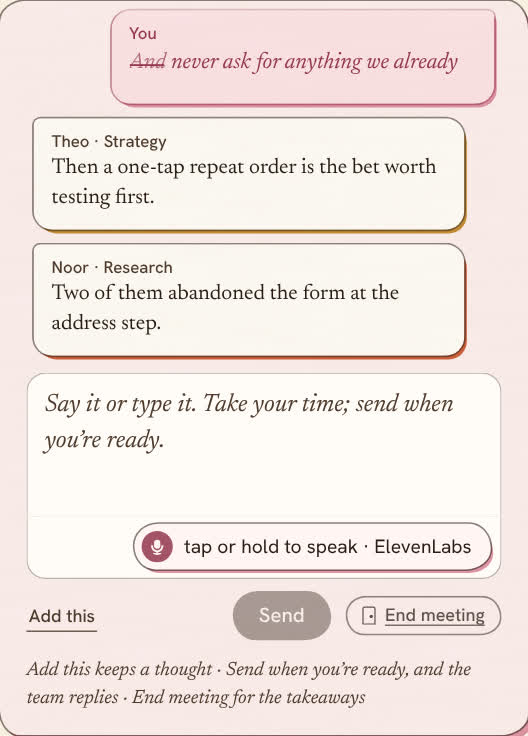 You
And never ask for anything we already
Theo · Strategy
Then a one-tap repeat order is the bet worth
testing first.
Noor · Research
Two of them abandoned the form at the
address step.
Say it or type it. Take your time; send when
you’re ready.
tap or hold to speak · ElevenLabs
Add this
Send
End meeting
Add this keeps a thought · Send when you’re ready, and the
team replies · End meeting for the takeaways